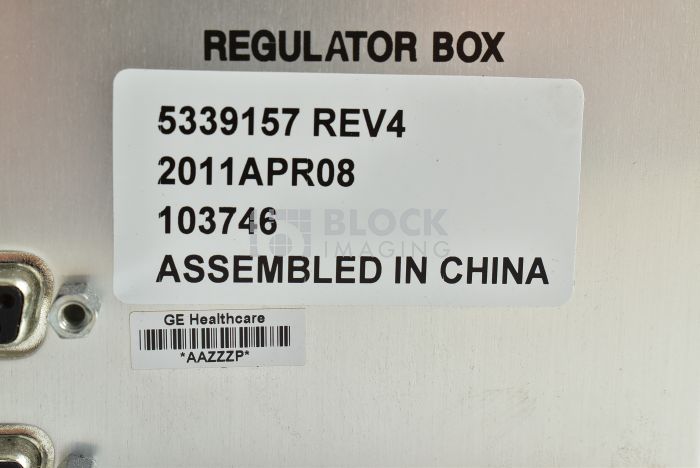 REGULATOR BOX
5339157 REV4
2011APR08
103746
BLOCK
IMAGING
ASSEMBLED IN CHINA
GE Healthcare
*AAZZZP*